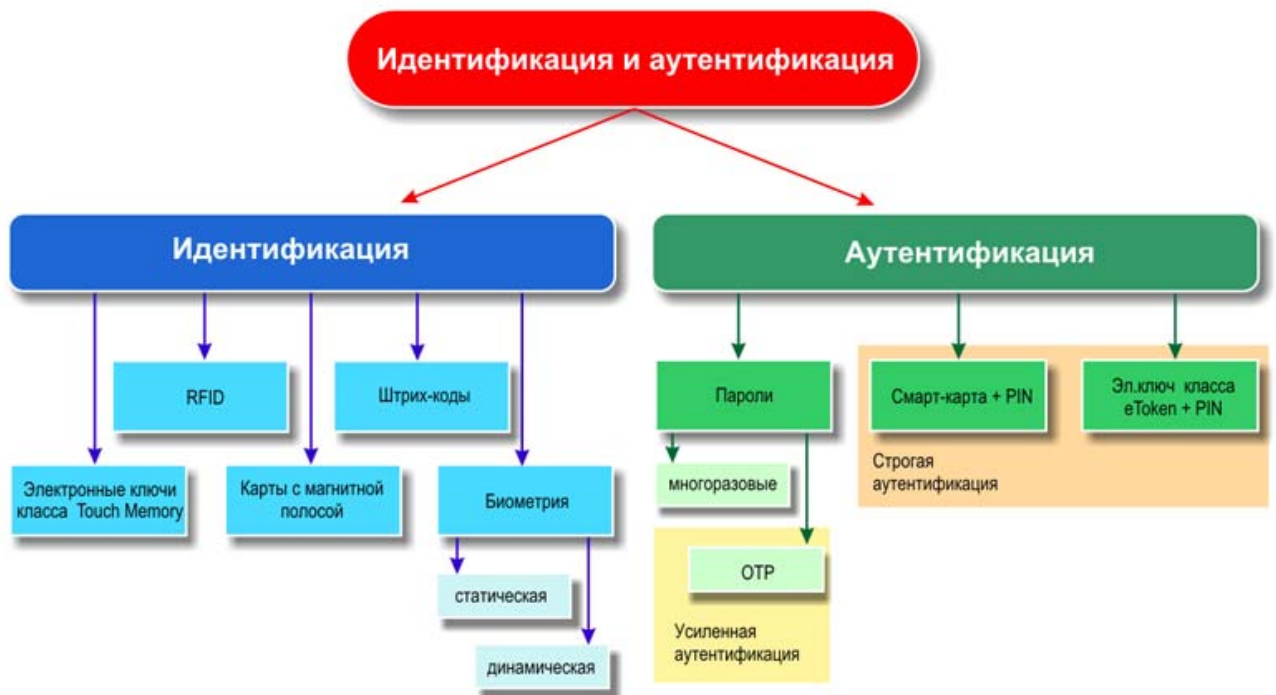 Идентификация и аутентификация
Идентификация
Аутентификация
RFID
Штрих-коды
Электронные ключи
класса Touch Memory
Карты с магнитной
полосой
Биометрия
статическая
динамическая
Пароли
многоразовые
OTP
Усиленная
аутентификация
Смарт-карта + PIN
Эл.ключ класса
eToken + PIN
Строгая
аутентификация